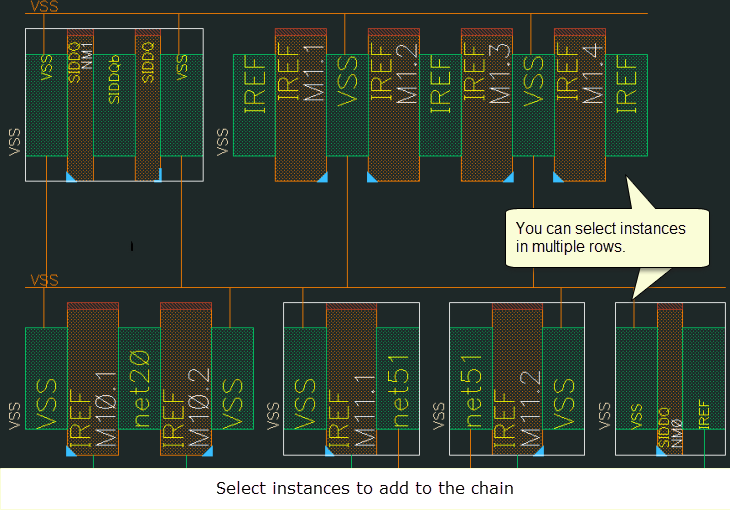 VSS
VSS SIDDQ NM1 SIDDQb SIDDQ VSS
VSS
IREF IREF M1.1 VSS IREF M1.2 IREF IREF M1.3 VSS IREF M1.4 IREF
VSS
You can select instances
in multiple rows.
VSS
VSS IREF M10.1 net20 IREF M10.2 VSS
VSS
VSS IREF M11.1 net51
VSS
net51 IREF M11.2 VSS
VSS
VSS SIDDQ NM0 IREF
VSS
Select instances to add to the chain